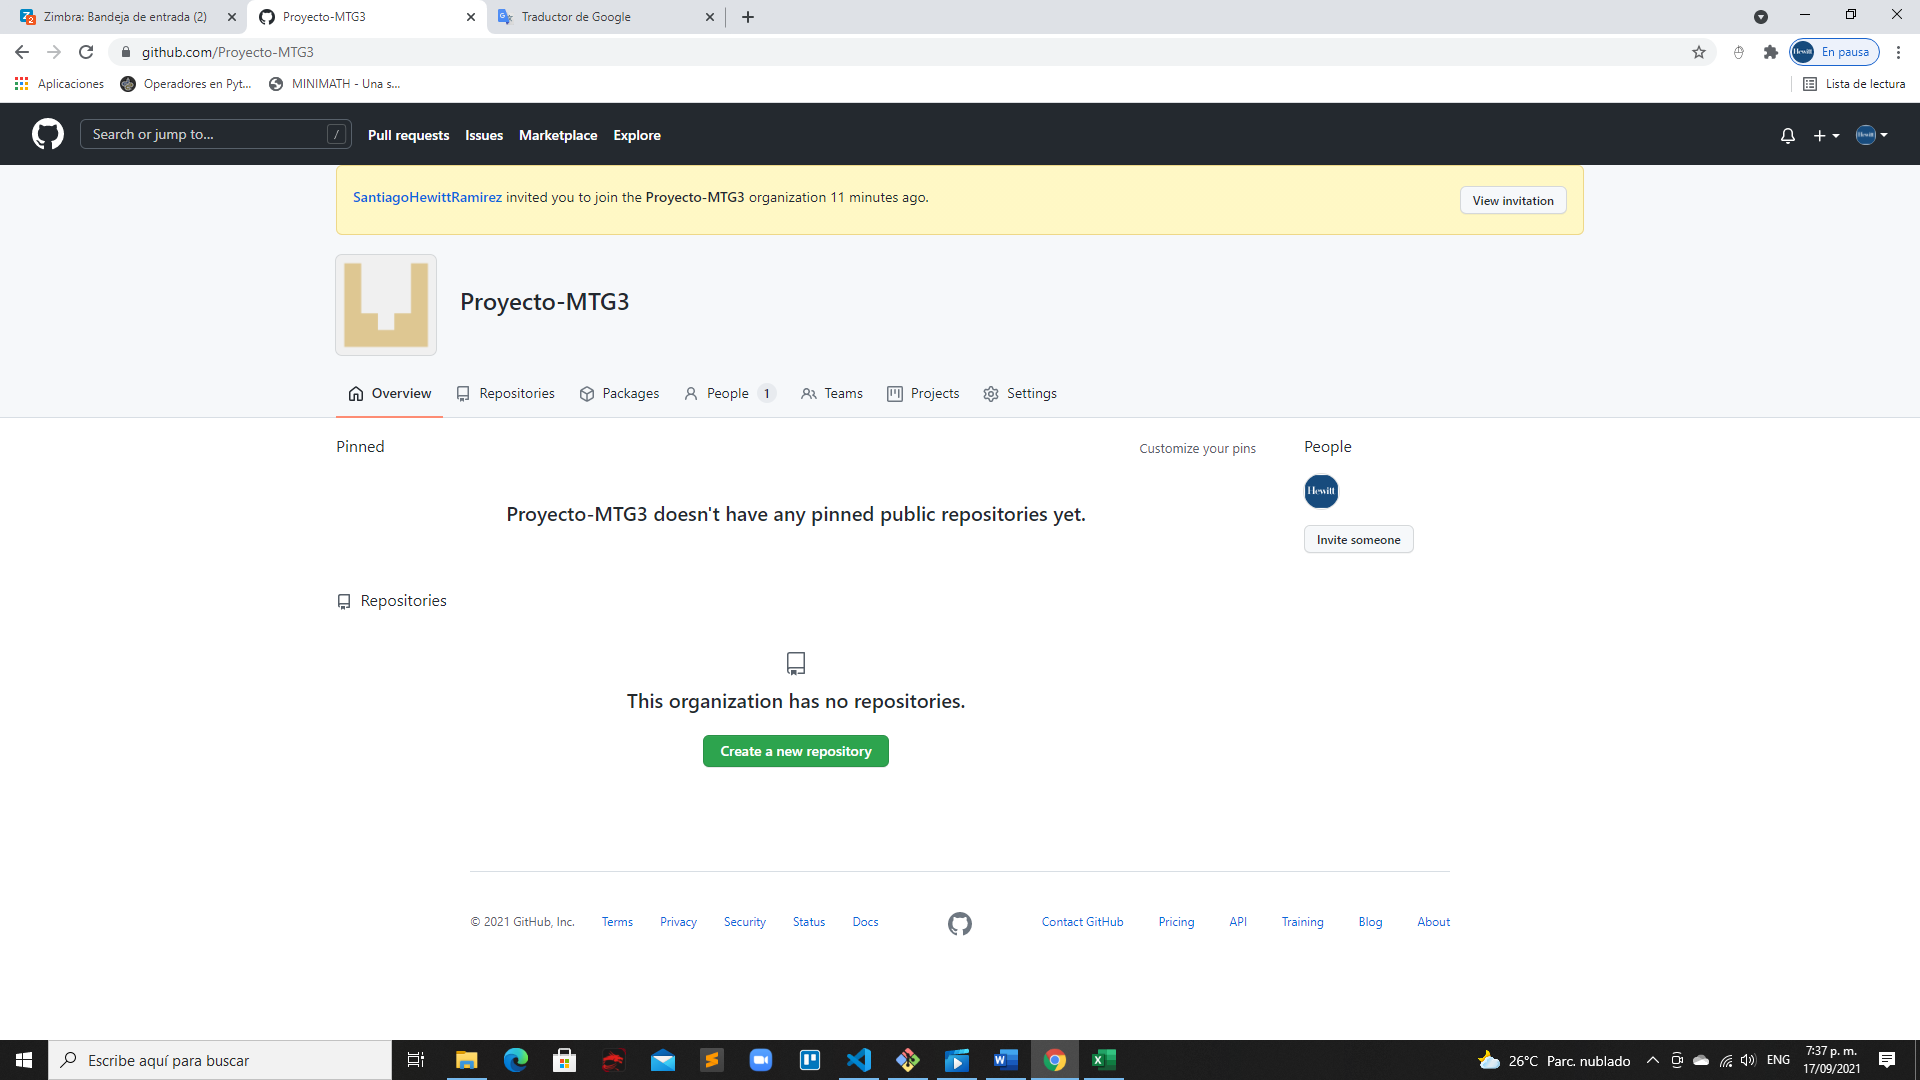 Zimbra: Bandeja de entrada (2)
Proyecto-MTG3
Traductor de Google
github.com/Proyecto-MTG3
Hewitt
En pausa
Aplicaciones
Operadores en Pyt...
MINIMATH - Una s...
Lista de lectura
Search or jump to...
/
Pull requests
Issues
Marketplace
Explore
SantiagoHewittRamirez invited you to join the Proyecto-MTG3 organization 11 minutes ago.
View invitation
Proyecto-MTG3
Overview
Repositories
Packages
People 1
Teams
Projects
Settings
Pinned
Customize your pins
People
Hewitt
Proyecto-MTG3 doesn't have any pinned public repositories yet.
Invite someone
Repositories
This organization has no repositories.
Create a new repository
© 2021 GitHub, Inc.
Terms
Privacy
Security
Status
Docs
Contact GitHub
Pricing
API
Training
Blog
About
Escribe aquí para buscar
26°C Parc. nublado
ENG
7:37 p. m.
17/09/2021